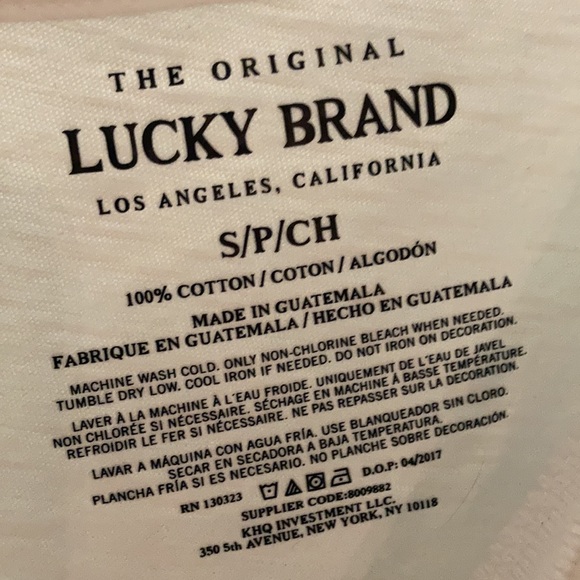 THE ORIGINAL
LUCKY BRAND
LOS ANGELES, CALIFORNIA
S/P/CH
100% COTTON / COTON / ALGODÓN
MADE IN GUATEMALA
FABRIQUE EN GUATEMALA / HECHO EN GUATEMALA
MACHINE WASH COLD. ONLY NON-CHLORINE BLEACH WHEN NEEDED.
TUMBLE DRY LOW. COOL IRON IF NEEDED. DO NOT IRON ON DECORATION.
LAVER À LA MACHINE À L'EAU FROIDE. UNIQUEMENT DE L'EAU DE JAVEL
NON CHLORÉE SI NÉCESSAIRE. SÉCHAGE EN MACHINE À BASSE TEMPÉRATURE.
REFROIDIR LE FER SI NÉCESSAIRE. NE PAS REPASSER SUR LA DECORATION.
LAVAR A MÁQUINA CON AGUA FRÍA. USE BLANQUEADOR SIN CLORO.
SECAR EN SECADORA A BAJA TEMPERATURA.
PLANCHA FRÍA SI ES NECESARIO. NO PLANCHE SOBRE DECORACIÓN.
RN 130323 D.O.P: 04/2017
SUPPLIER CODE:8009882
KHQ INVESTMENT LLC.
350 5th AVENUE, NEW YORK, NY 10118